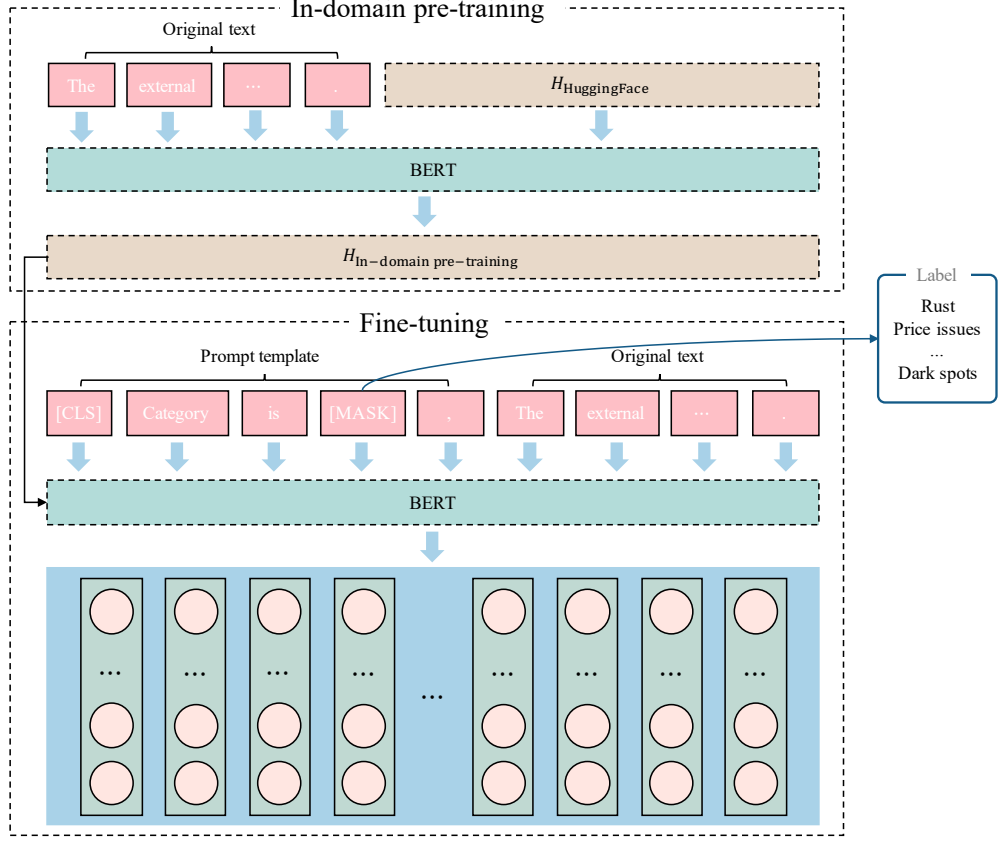 In-domain pre-training
Original text
The external ... .
H_HuggingFace
BERT
H_In−domain pre−training
Label
Rust
Price issues
...
Dark spots
Fine-tuning
Prompt template
Original text
[CLS] Category is [MASK] , The external ... .
BERT
... ... ... ... ... ... ... ...
...